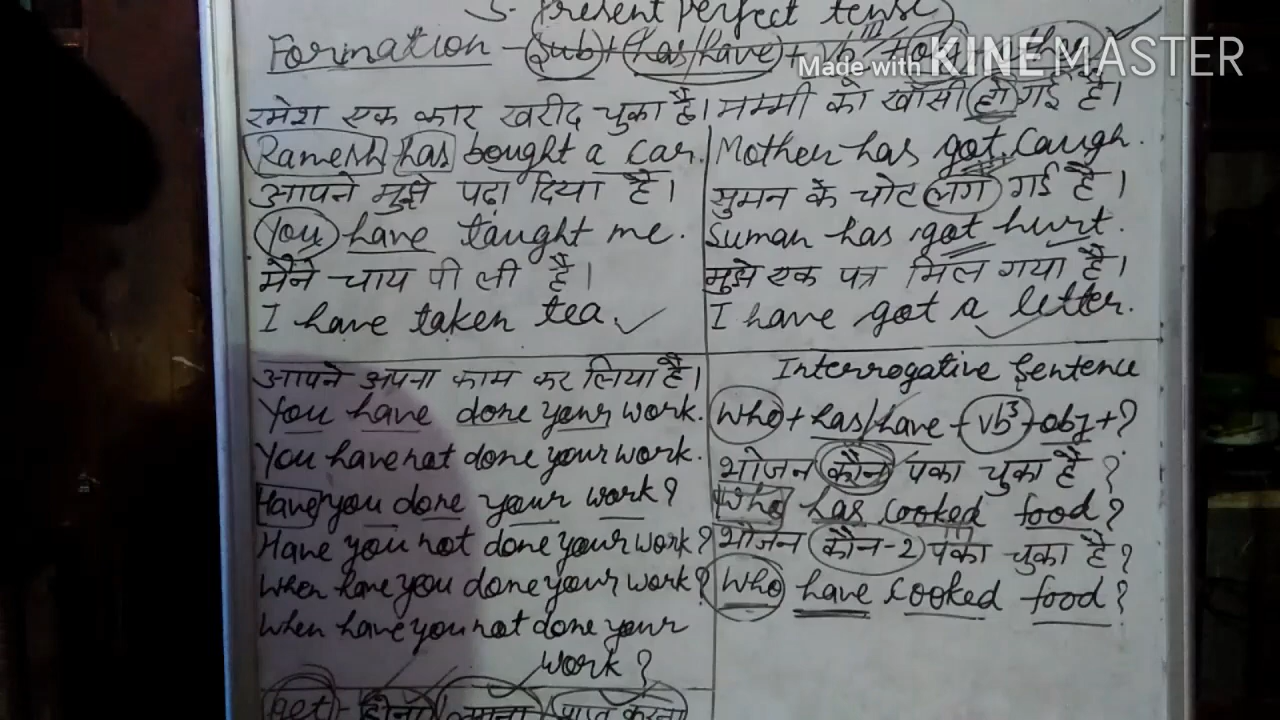 5. Present perfect tense
Formation - Sub + has/have + Vb''' + obj
Made with KINEMASTER
रमेश एक कार खरीद चुका है।
Ramesh has bought a car.
आपने मुझे पढ़ा दिया है।
You have taught me.
मैंने चाय पी ली है।
I have taken tea.
मम्मी को खाँसी हो गई है।
Mother has got caugh.
सुमन के चोट लग गई है।
Suman has got hurt.
मुझे एक पत्र मिल गया है।
I have got a letter.
आपने अपना काम कर लिया है।
You have done your work.
You have not done your work.
Have you done your work?
Have you not done your work?
When have you done your work?
When have you not done your
work?
Get - होना लगना प्राप्त करना
Interrogative Sentence
Who + has/have + vb³ + obj + ?
भोजन कौन पका चुका है ?
Who has cooked food?
भोजन कौन-2 पका चुका है?
Who have cooked food?